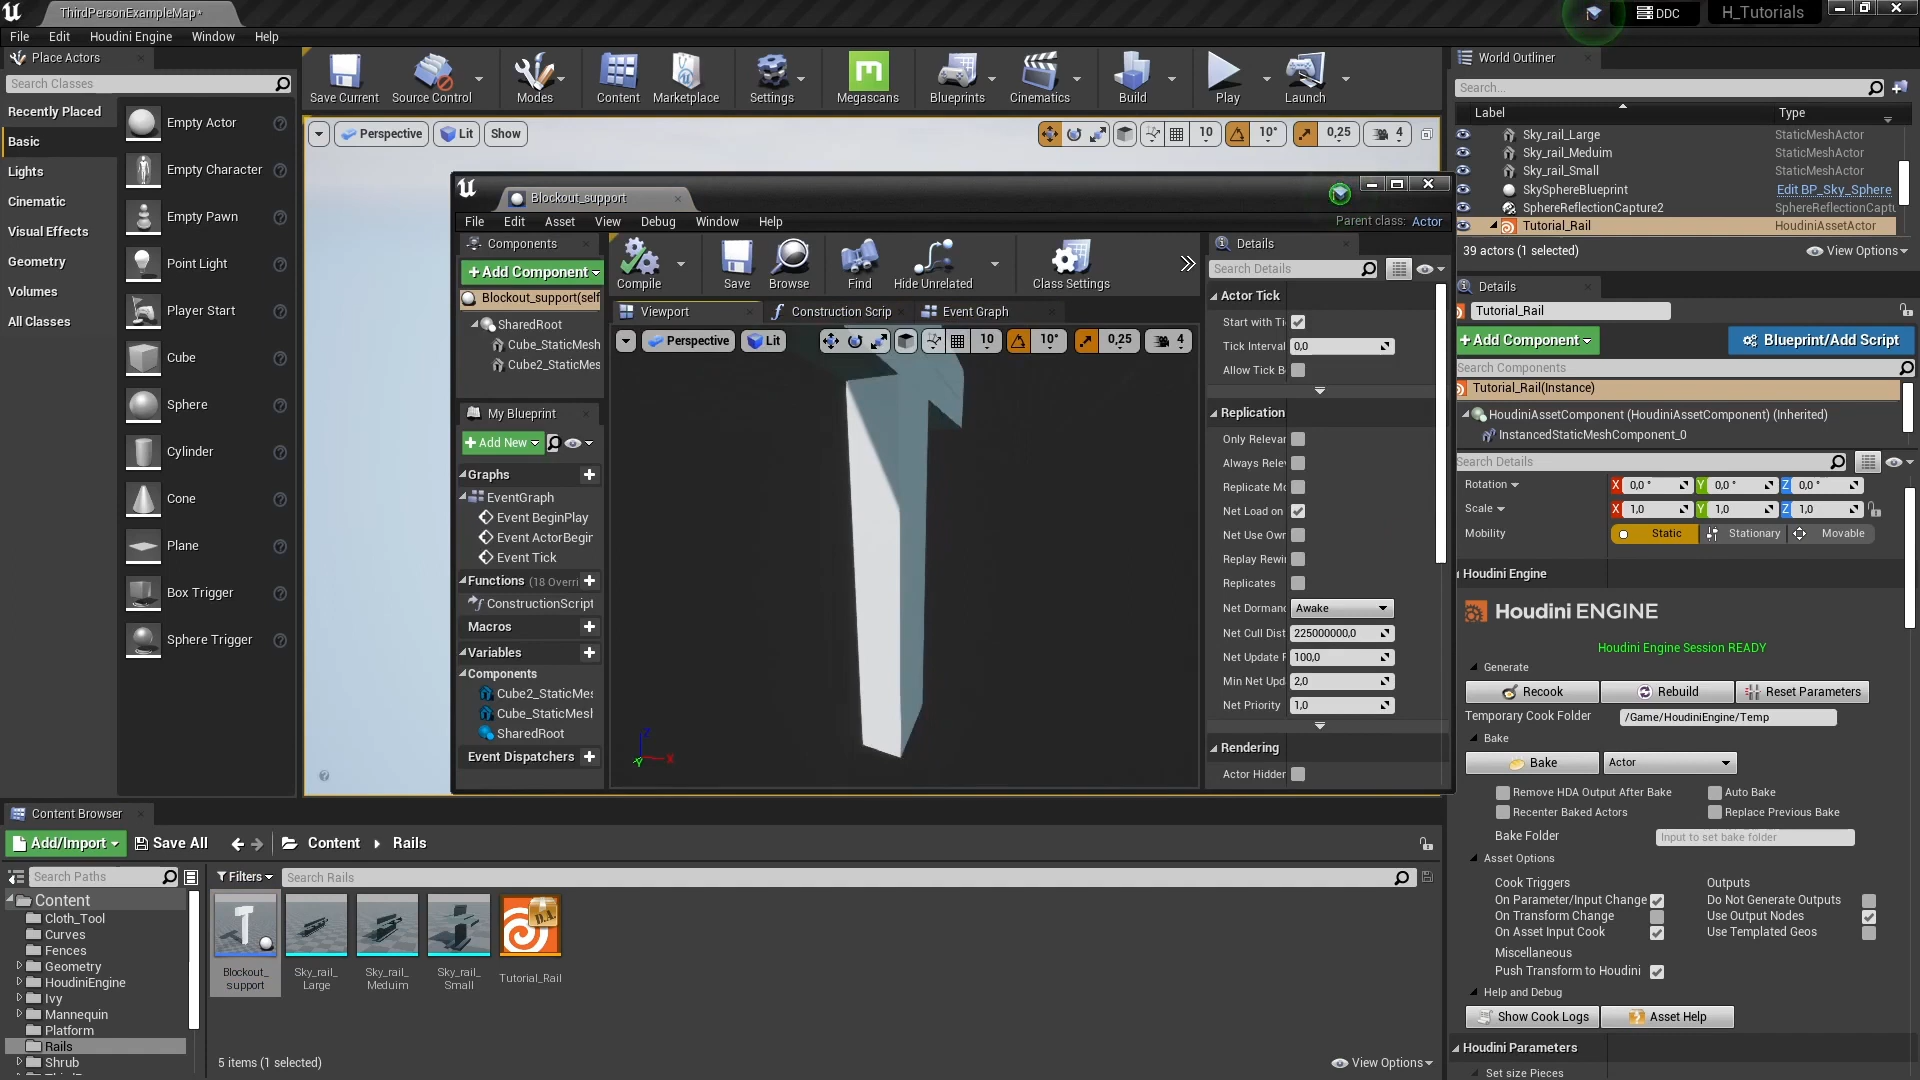 ThirdPersonExampleMap*
DDC
H_Tutorials
File Edit Houdini Engine Window Help
Place Actors
Search Classes
Recently Placed
Basic
Lights
Cinematic
Visual Effects
Geometry
Volumes
All Classes
Empty Actor
Empty Character
Empty Pawn
Point Light
Player Start
Cube
Sphere
Cylinder
Cone
Plane
Box Trigger
Sphere Trigger
Save Current
Source Control
Modes
Content
Marketplace
Settings
Megascans
Blueprints
Cinematics
Build
Play
Launch
Perspective
Lit
Show
10
10°
0,25
4
Blockout_support
File Edit Asset View Debug Window Help
Parent class: Actor
Components
+ Add Component
Blockout_support(self
SharedRoot
Cube_StaticMesh
Cube2_StaticMes
My Blueprint
+ Add New
Graphs
EventGraph
Event BeginPlay
Event ActorBegin
Event Tick
Functions (18 Overri
ConstructionScript
Macros
Variables
Components
Cube2_StaticMes
Cube_StaticMesh
SharedRoot
Event Dispatchers
Compile
Save
Browse
Find
Hide Unrelated
Class Settings
Viewport
Construction Scrip
Event Graph
Perspective
Lit
10
10°
0,25
4
Z
X
Y
Details
Search Details
Actor Tick
Start with Ti
Tick Interval 0,0
Allow Tick B
Replication
Only Relevar
Always Rele
Replicate Mo
Net Load on
Net Use Own
Replay Rewin
Replicates
Net Dormanc Awake
Net Cull Dist 225000000,0
Net Update F 100,0
Min Net Upd 2,0
Net Priority 1,0
Rendering
Actor Hidden
World Outliner
Search...
Label Type
Sky_rail_Large StaticMeshActor
Sky_rail_Meduim StaticMeshActor
Sky_rail_Small StaticMeshActor
SkySphereBlueprint Edit BP_Sky_Sphere
SphereReflectionCapture2 SphereReflectionCaptu
Tutorial_Rail HoudiniAssetActor
39 actors (1 selected)
View Options
Details
Tutorial_Rail
+ Add Component
Blueprint/Add Script
Search Components
Tutorial_Rail(Instance)
HoudiniAssetComponent (HoudiniAssetComponent) (Inherited)
InstancedStaticMeshComponent_0
Search Details
Rotation X 0,0 ° Y 0,0 ° Z 0,0 °
Scale X 1,0 Y 1,0 Z 1,0
Mobility Static Stationary Movable
Houdini Engine
Houdini ENGINE
Houdini Engine Session READY
Generate
Recook
Rebuild
Reset Parameters
Temporary Cook Folder /Game/HoudiniEngine/Temp
Bake
Bake
Actor
Remove HDA Output After Bake Auto Bake
Recenter Baked Actors Replace Previous Bake
Bake Folder Input to set bake folder
Asset Options
Cook Triggers Outputs
On Parameter/Input Change Do Not Generate Outputs
On Transform Change Use Output Nodes
On Asset Input Cook Use Templated Geos
Miscellaneous
Push Transform to Houdini
Help and Debug
Show Cook Logs
Asset Help
Houdini Parameters
Set size Pieces
Content Browser
Add/Import
Save All
Content
Rails
Search Paths
Filters
Search Rails
Content
Cloth_Tool
Curves
Fences
Geometry
HoudiniEngine
Ivy
Mannequin
Platform
Rails
Shrub
Blockout_
support
Sky_rail_
Large
Sky_rail_
Meduim
Sky_rail_
Small
D.A.
Tutorial_Rail
5 items (1 selected)
View Options